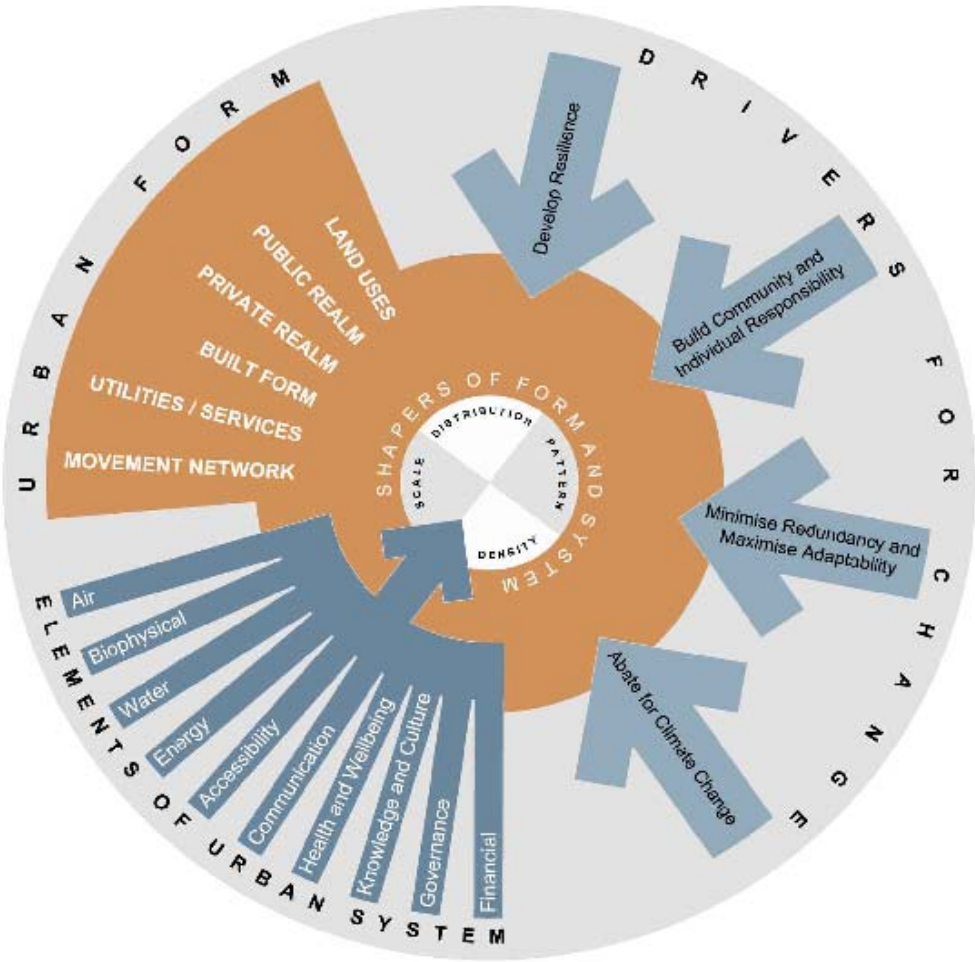 URBAN FORM
LAND USES
PUBLIC REALM
PRIVATE REALM
BUILT FORM
UTILITIES / SERVICES
MOVEMENT NETWORK
DRIVERS FOR CHANGE
Develop Resilience
Build Community and
Individual Responsibility
Minimise Redundancy and
Maximise Adaptability
Abate for Climate Change
SHAPERS OF FORM AND SYSTEM
DISTRIBUTION
PATTERN
DENSITY
SCALE
ELEMENTS OF URBAN SYSTEM
Air
Biophysical
Water
Energy
Accessibility
Communication
Health and Wellbeing
Knowledge and Culture
Governance
Financial